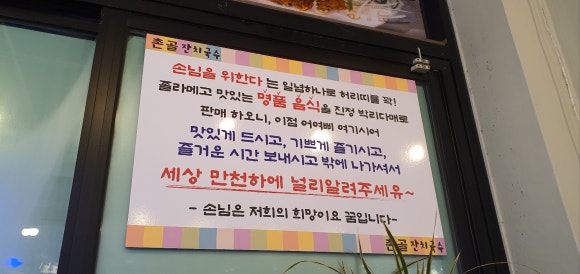 촌골 잔치국수
손님을 위한다 는 일념하나로 허리띠를 꽉!
졸라메고 맛있는 명품 음식을 진정 박리다매로
판매 하오니, 이점 어여삐 여기시어
맛있게 드시고, 기쁘게 즐기시고,
즐거운 시간 보내시고 밖에 나가셔서
세상 만천하에 널리알려주세유~
- 손님은 저희의 희망이요 꿈입니다-
촌골 잔치국수